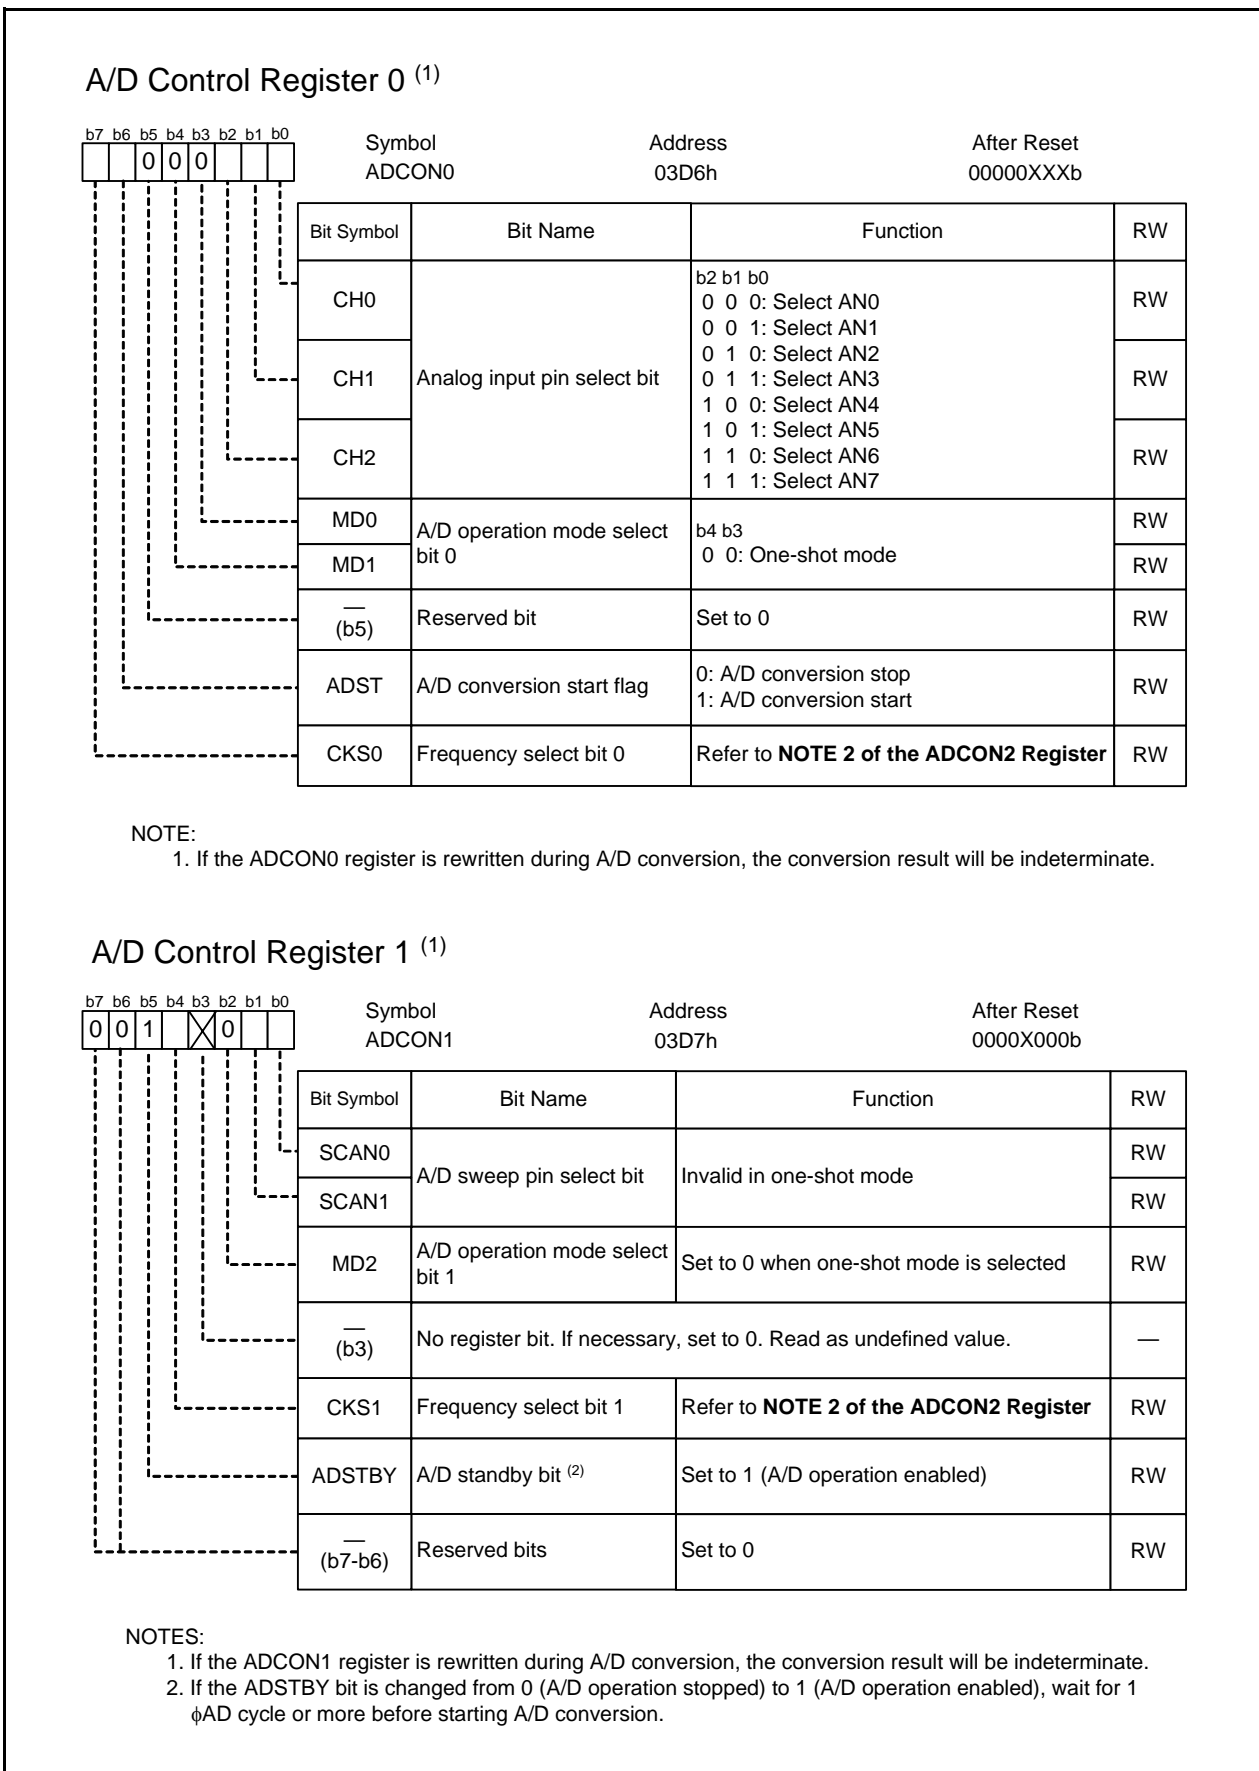 A/D Control Register 0 (1)
b7 b6 b5 b4 b3 b2 b1 b0
0 0 0
Symbol Address After Reset
ADCON0 03D6h 00000XXXb
Bit Symbol Bit Name Function RW
CH0 RW
CH1 Analog input pin select bit RW
CH2 RW
b2 b1 b0
0 0 0: Select AN0
0 0 1: Select AN1
0 1 0: Select AN2
0 1 1: Select AN3
1 0 0: Select AN4
1 0 1: Select AN5
1 1 0: Select AN6
1 1 1: Select AN7
MD0 RW
MD1 RW
A/D operation mode select
bit 0
b4 b3
0 0: One-shot mode
—
(b5) Reserved bit Set to 0 RW
ADST A/D conversion start flag RW
0: A/D conversion stop
1: A/D conversion start
CKS0 Frequency select bit 0 Refer to NOTE 2 of the ADCON2 Register RW
NOTE:
1. If the ADCON0 register is rewritten during A/D conversion, the conversion result will be indeterminate.
A/D Control Register 1 (1)
b7 b6 b5 b4 b3 b2 b1 b0
0 0 1 X 0
Symbol Address After Reset
ADCON1 03D7h 0000X000b
Bit Symbol Bit Name Function RW
SCAN0 RW
A/D sweep pin select bit Invalid in one-shot mode
SCAN1 RW
MD2 RW
A/D operation mode select
bit 1
Set to 0 when one-shot mode is selected
—
(b3) No register bit. If necessary, set to 0. Read as undefined value. —
CKS1 Frequency select bit 1 Refer to NOTE 2 of the ADCON2 Register RW
ADSTBY A/D standby bit (2) Set to 1 (A/D operation enabled) RW
—
(b7-b6) Reserved bits Set to 0 RW
NOTES:
1. If the ADCON1 register is rewritten during A/D conversion, the conversion result will be indeterminate.
2. If the ADSTBY bit is changed from 0 (A/D operation stopped) to 1 (A/D operation enabled), wait for 1
ϕAD cycle or more before starting A/D conversion.